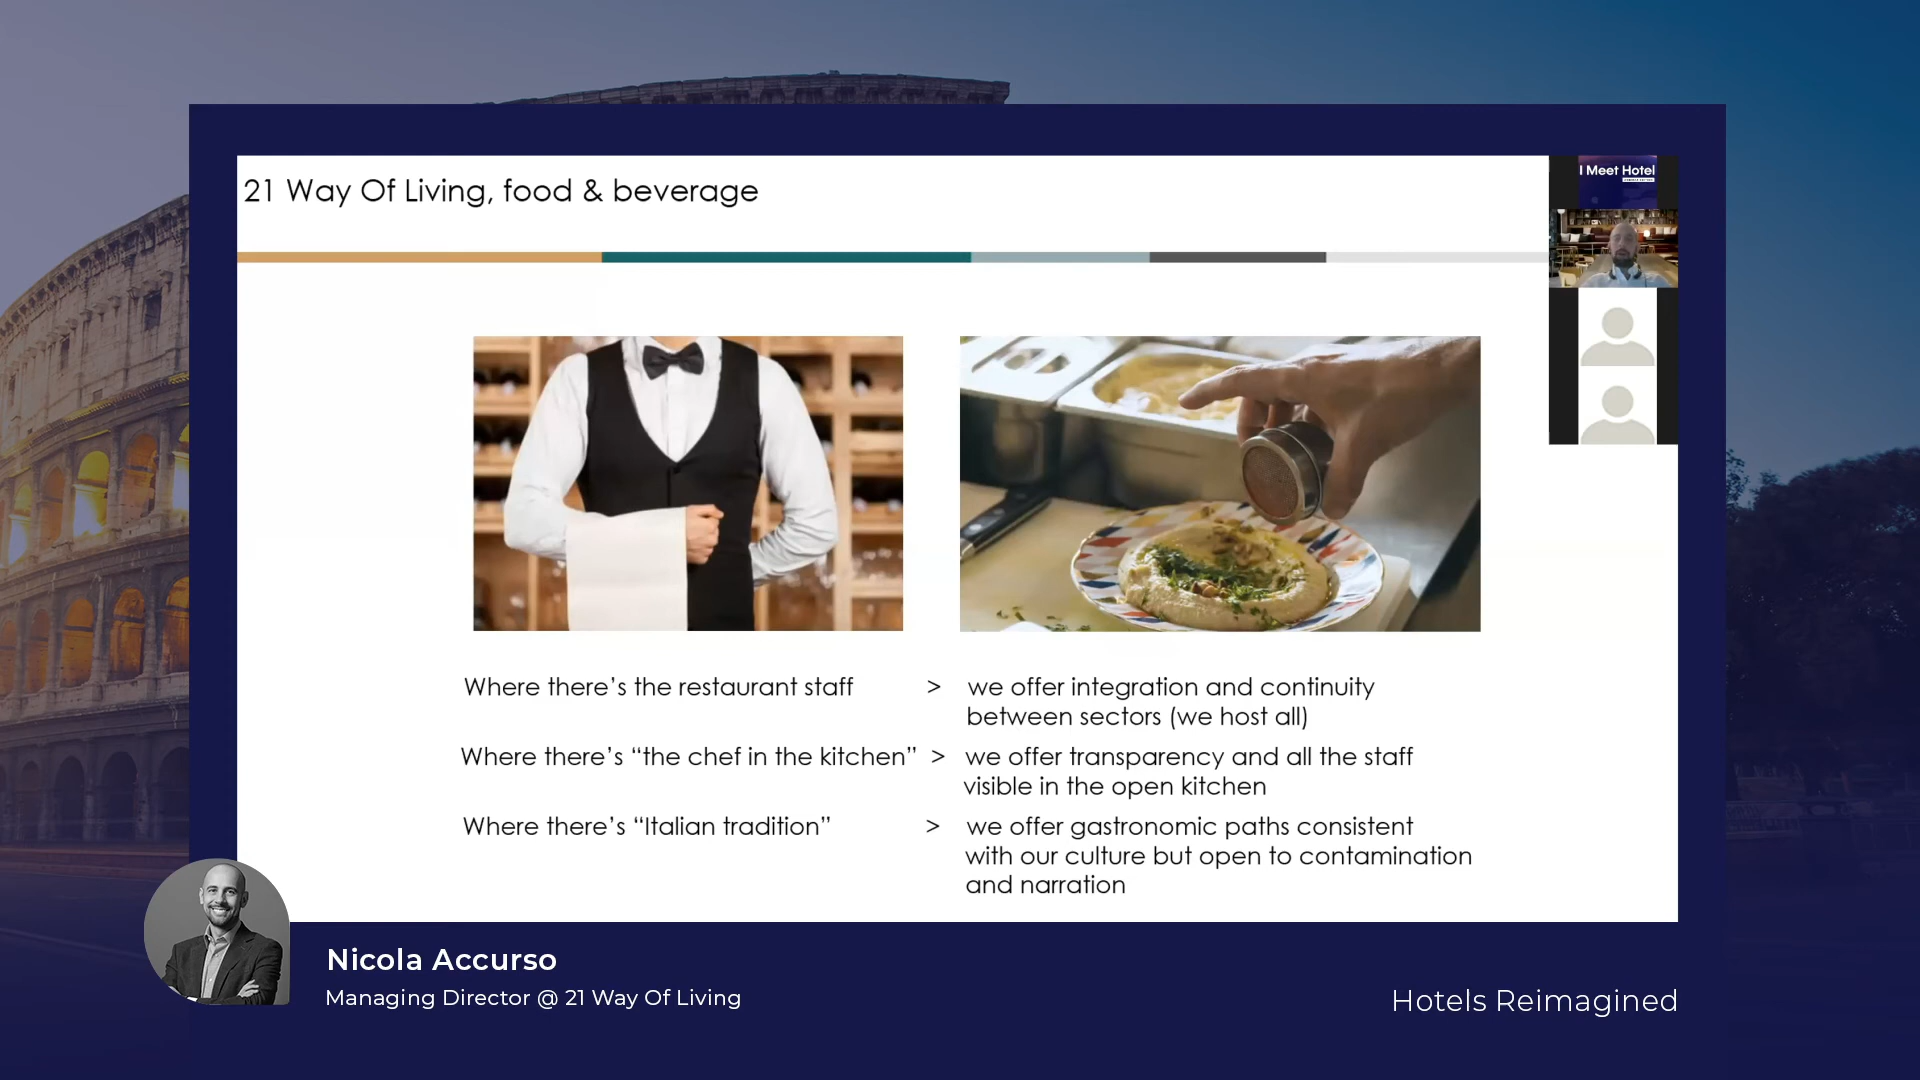 21 Way Of Living, food & beverage
I Meet Hotel
Where there’s the restaurant staff > we offer integration and continuity
between sectors (we host all)
Where there’s “the chef in the kitchen” > we offer transparency and all the staff
visible in the open kitchen
Where there’s “Italian tradition” > we offer gastronomic paths consistent
with our culture but open to contamination
and narration
Nicola Accurso
Managing Director @ 21 Way Of Living
Hotels Reimagined